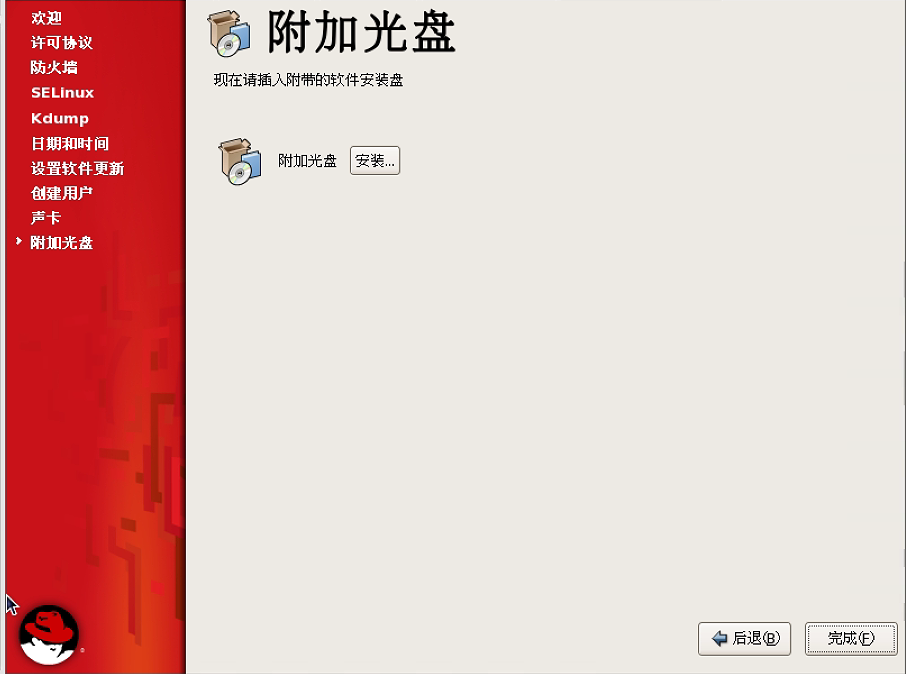 欢迎
许可协议
防火墙
SELinux
Kdump
日期和时间
设置软件更新
创建用户
声卡
附加光盘
附加光盘
现在请插入附带的软件安装盘
附加光盘 安装...
后退(B) 完成(F)